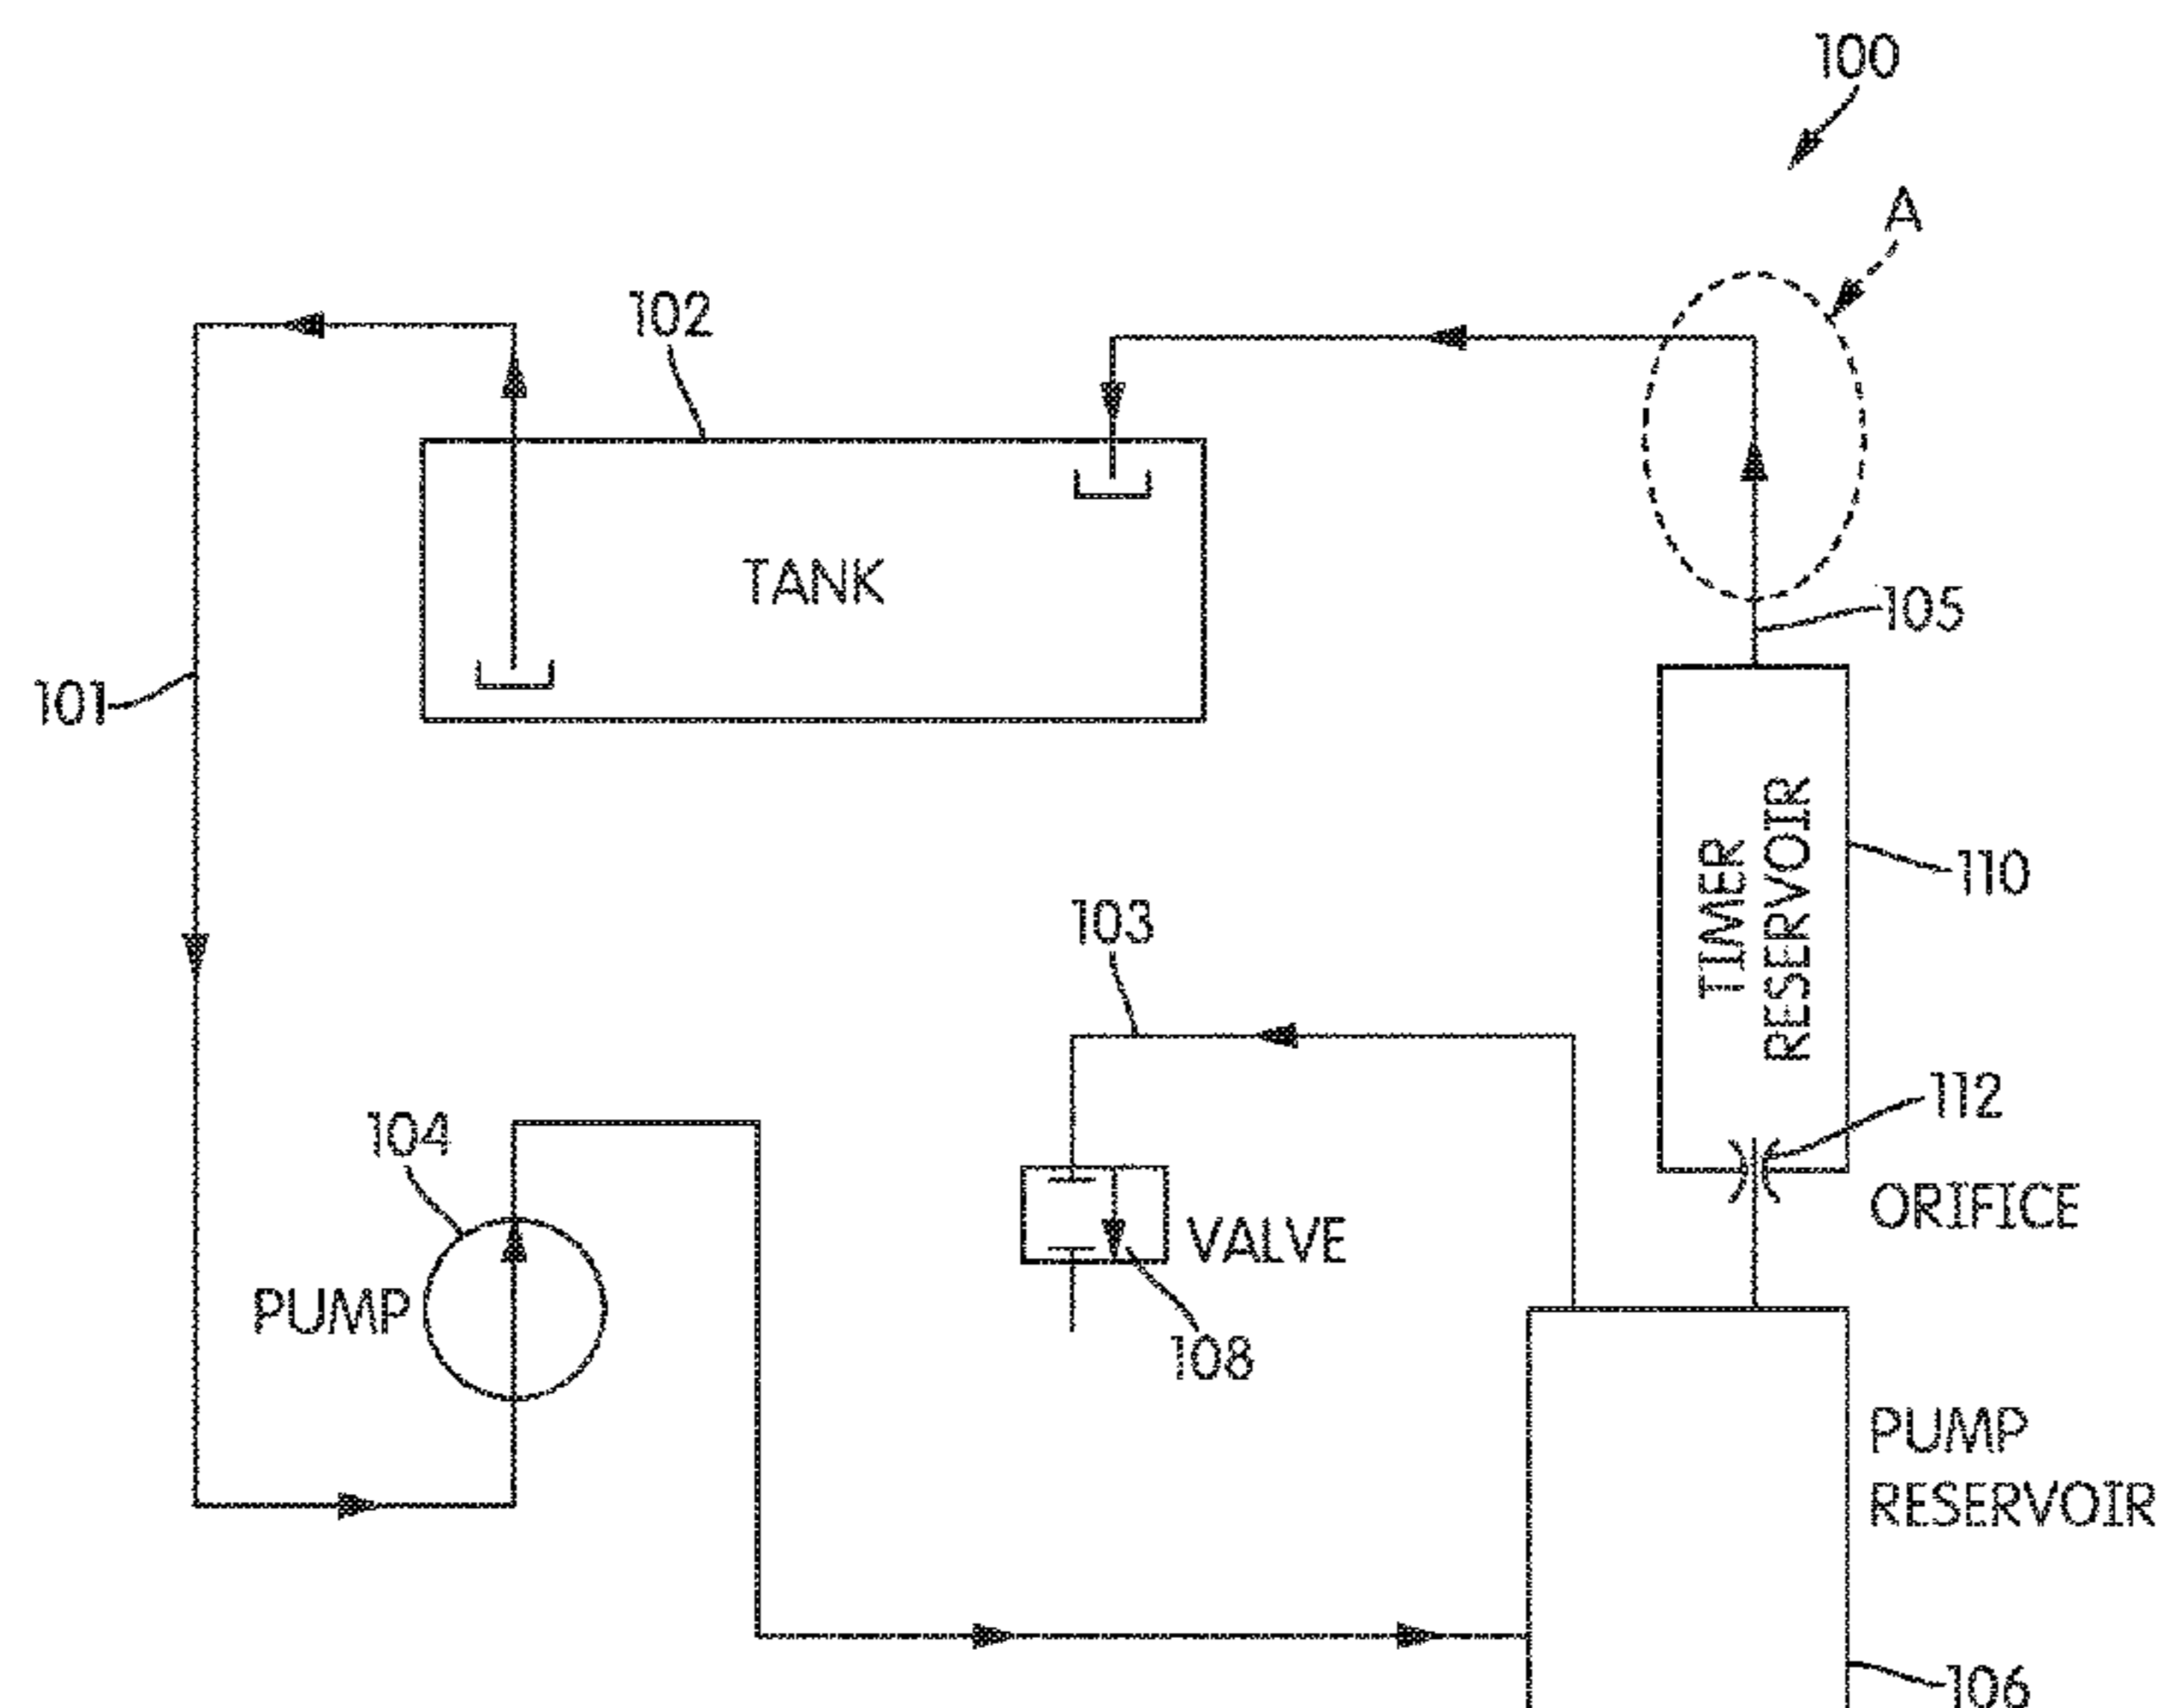 100
A
102
TANK
105
101
TIMER
RESERVOIR
110
103
112
ORIFICE
104
VALVE
PUMP
108
PUMP
RESERVOIR
106